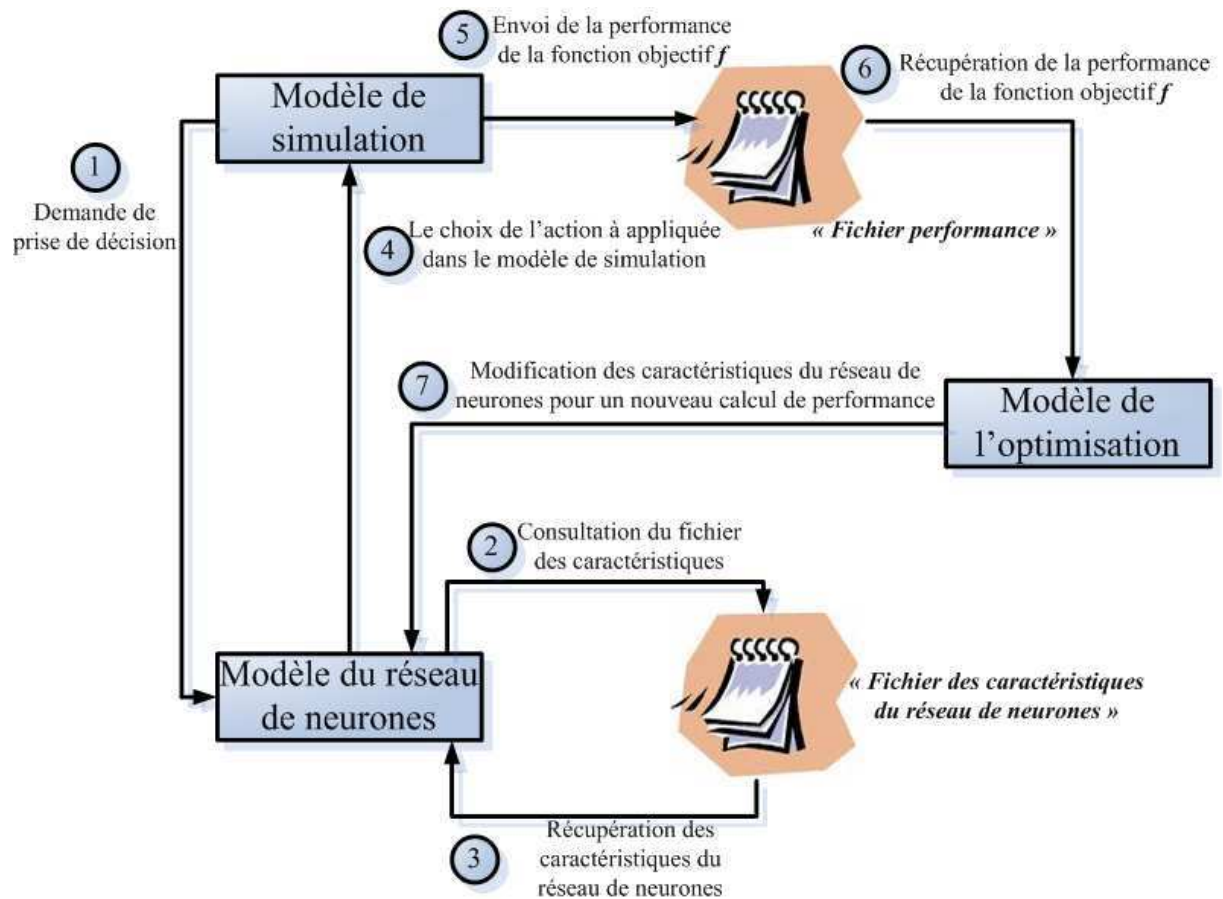 5
Envoi de la performance
de la fonction objectif f
6
Récupération de la performance
de la fonction objectif f
Modèle de
simulation
1
Demande de
prise de décision
4
Le choix de l'action à appliquée
dans le modèle de simulation
« Fichier performance »
7
Modification des caractéristiques du réseau de
neurones pour un nouveau calcul de performance
Modèle de
l'optimisation
2
Consultation du fichier
des caractéristiques
Modèle du réseau
de neurones
« Fichier des caractéristiques
du réseau de neurones »
3
Récupération des
caractéristiques du
réseau de neurones